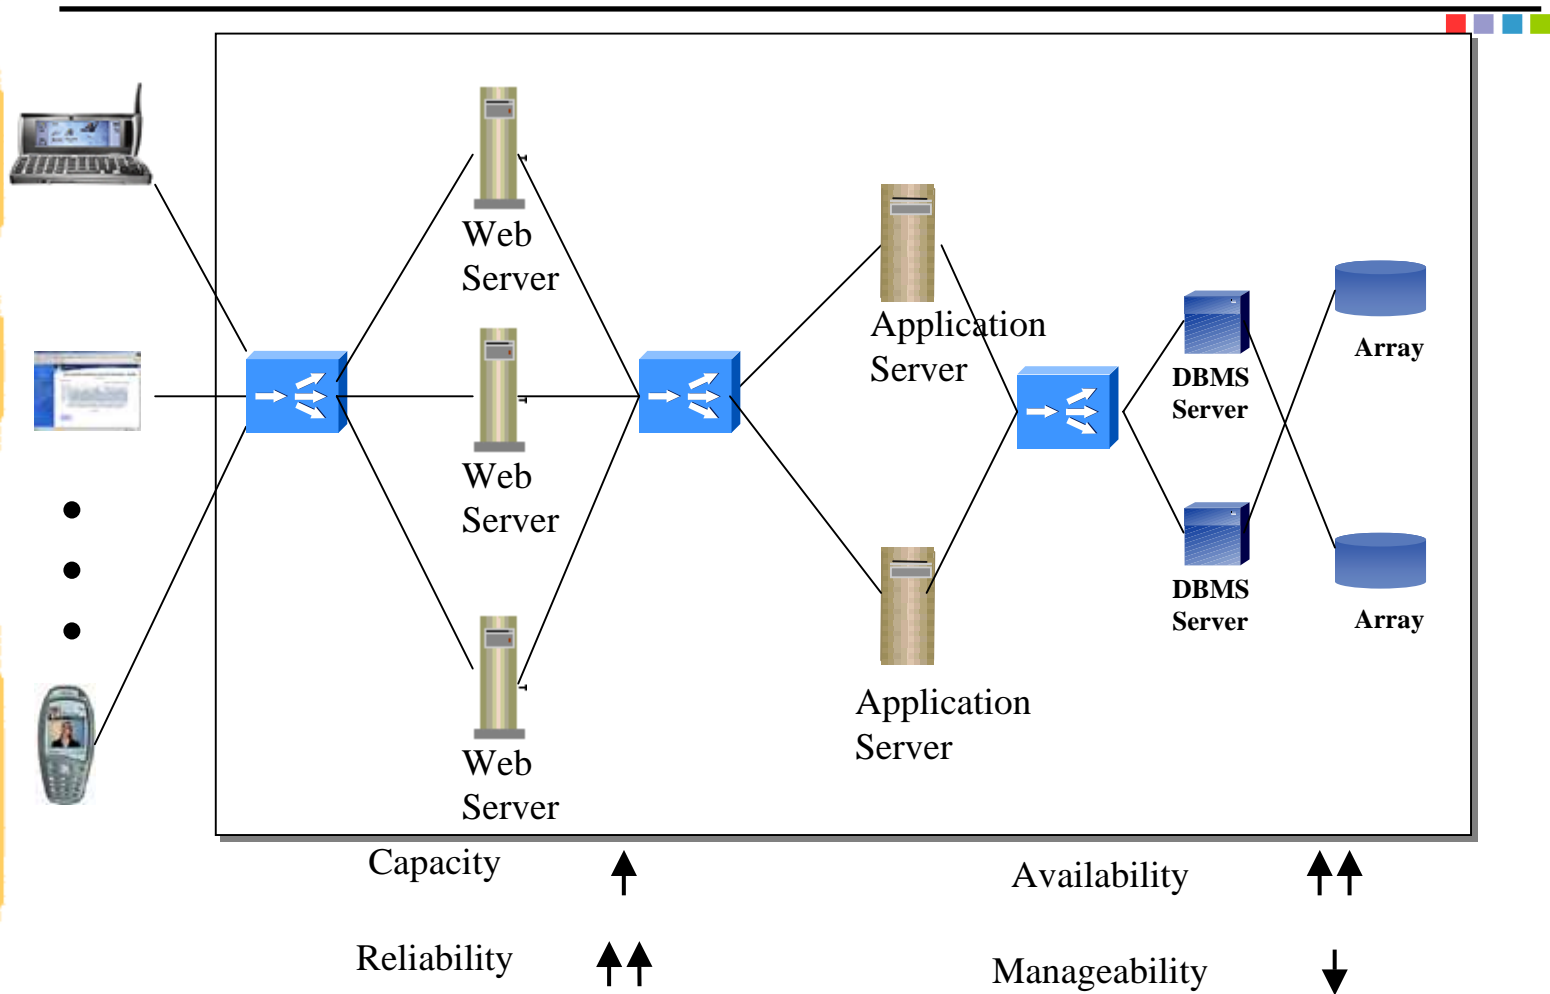 Web
Server
Application
Server
Array
DBMS
Server
Web
Server
DBMS
Server
Array
Application
Server
Web
Server
Capacity
Availability
Reliability
Manageability